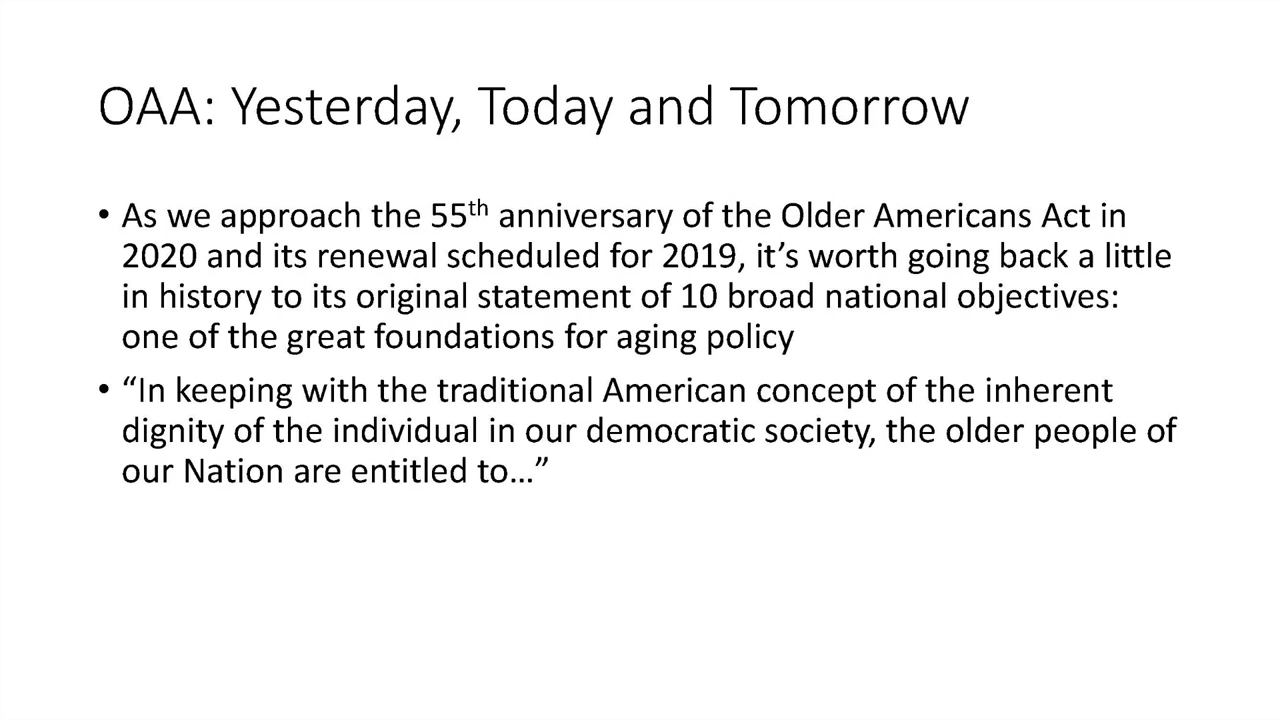 OAA: Yesterday, Today and Tomorrow
• As we approach the 55th anniversary of the Older Americans Act in
2020 and its renewal scheduled for 2019, it’s worth going back a little
in history to its original statement of 10 broad national objectives:
one of the great foundations for aging policy
• “In keeping with the traditional American concept of the inherent
dignity of the individual in our democratic society, the older people of
our Nation are entitled to…”